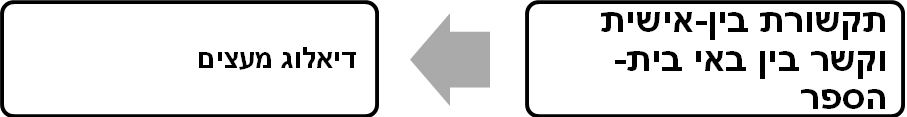 תקשורת בין-אישית
וקשר בין באי בית-
הספר
דיאלוג מעצים